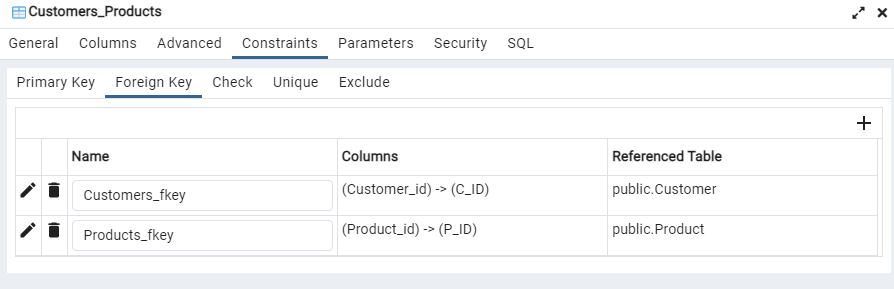 Customers_Products
General Columns Advanced Constraints Parameters Security SQL
Primary Key Foreign Key Check Unique Exclude
Name Columns Referenced Table
Customers_fkey (Customer_id) -> (C_ID) public.Customer
Products_fkey (Product_id) -> (P_ID) public.Product